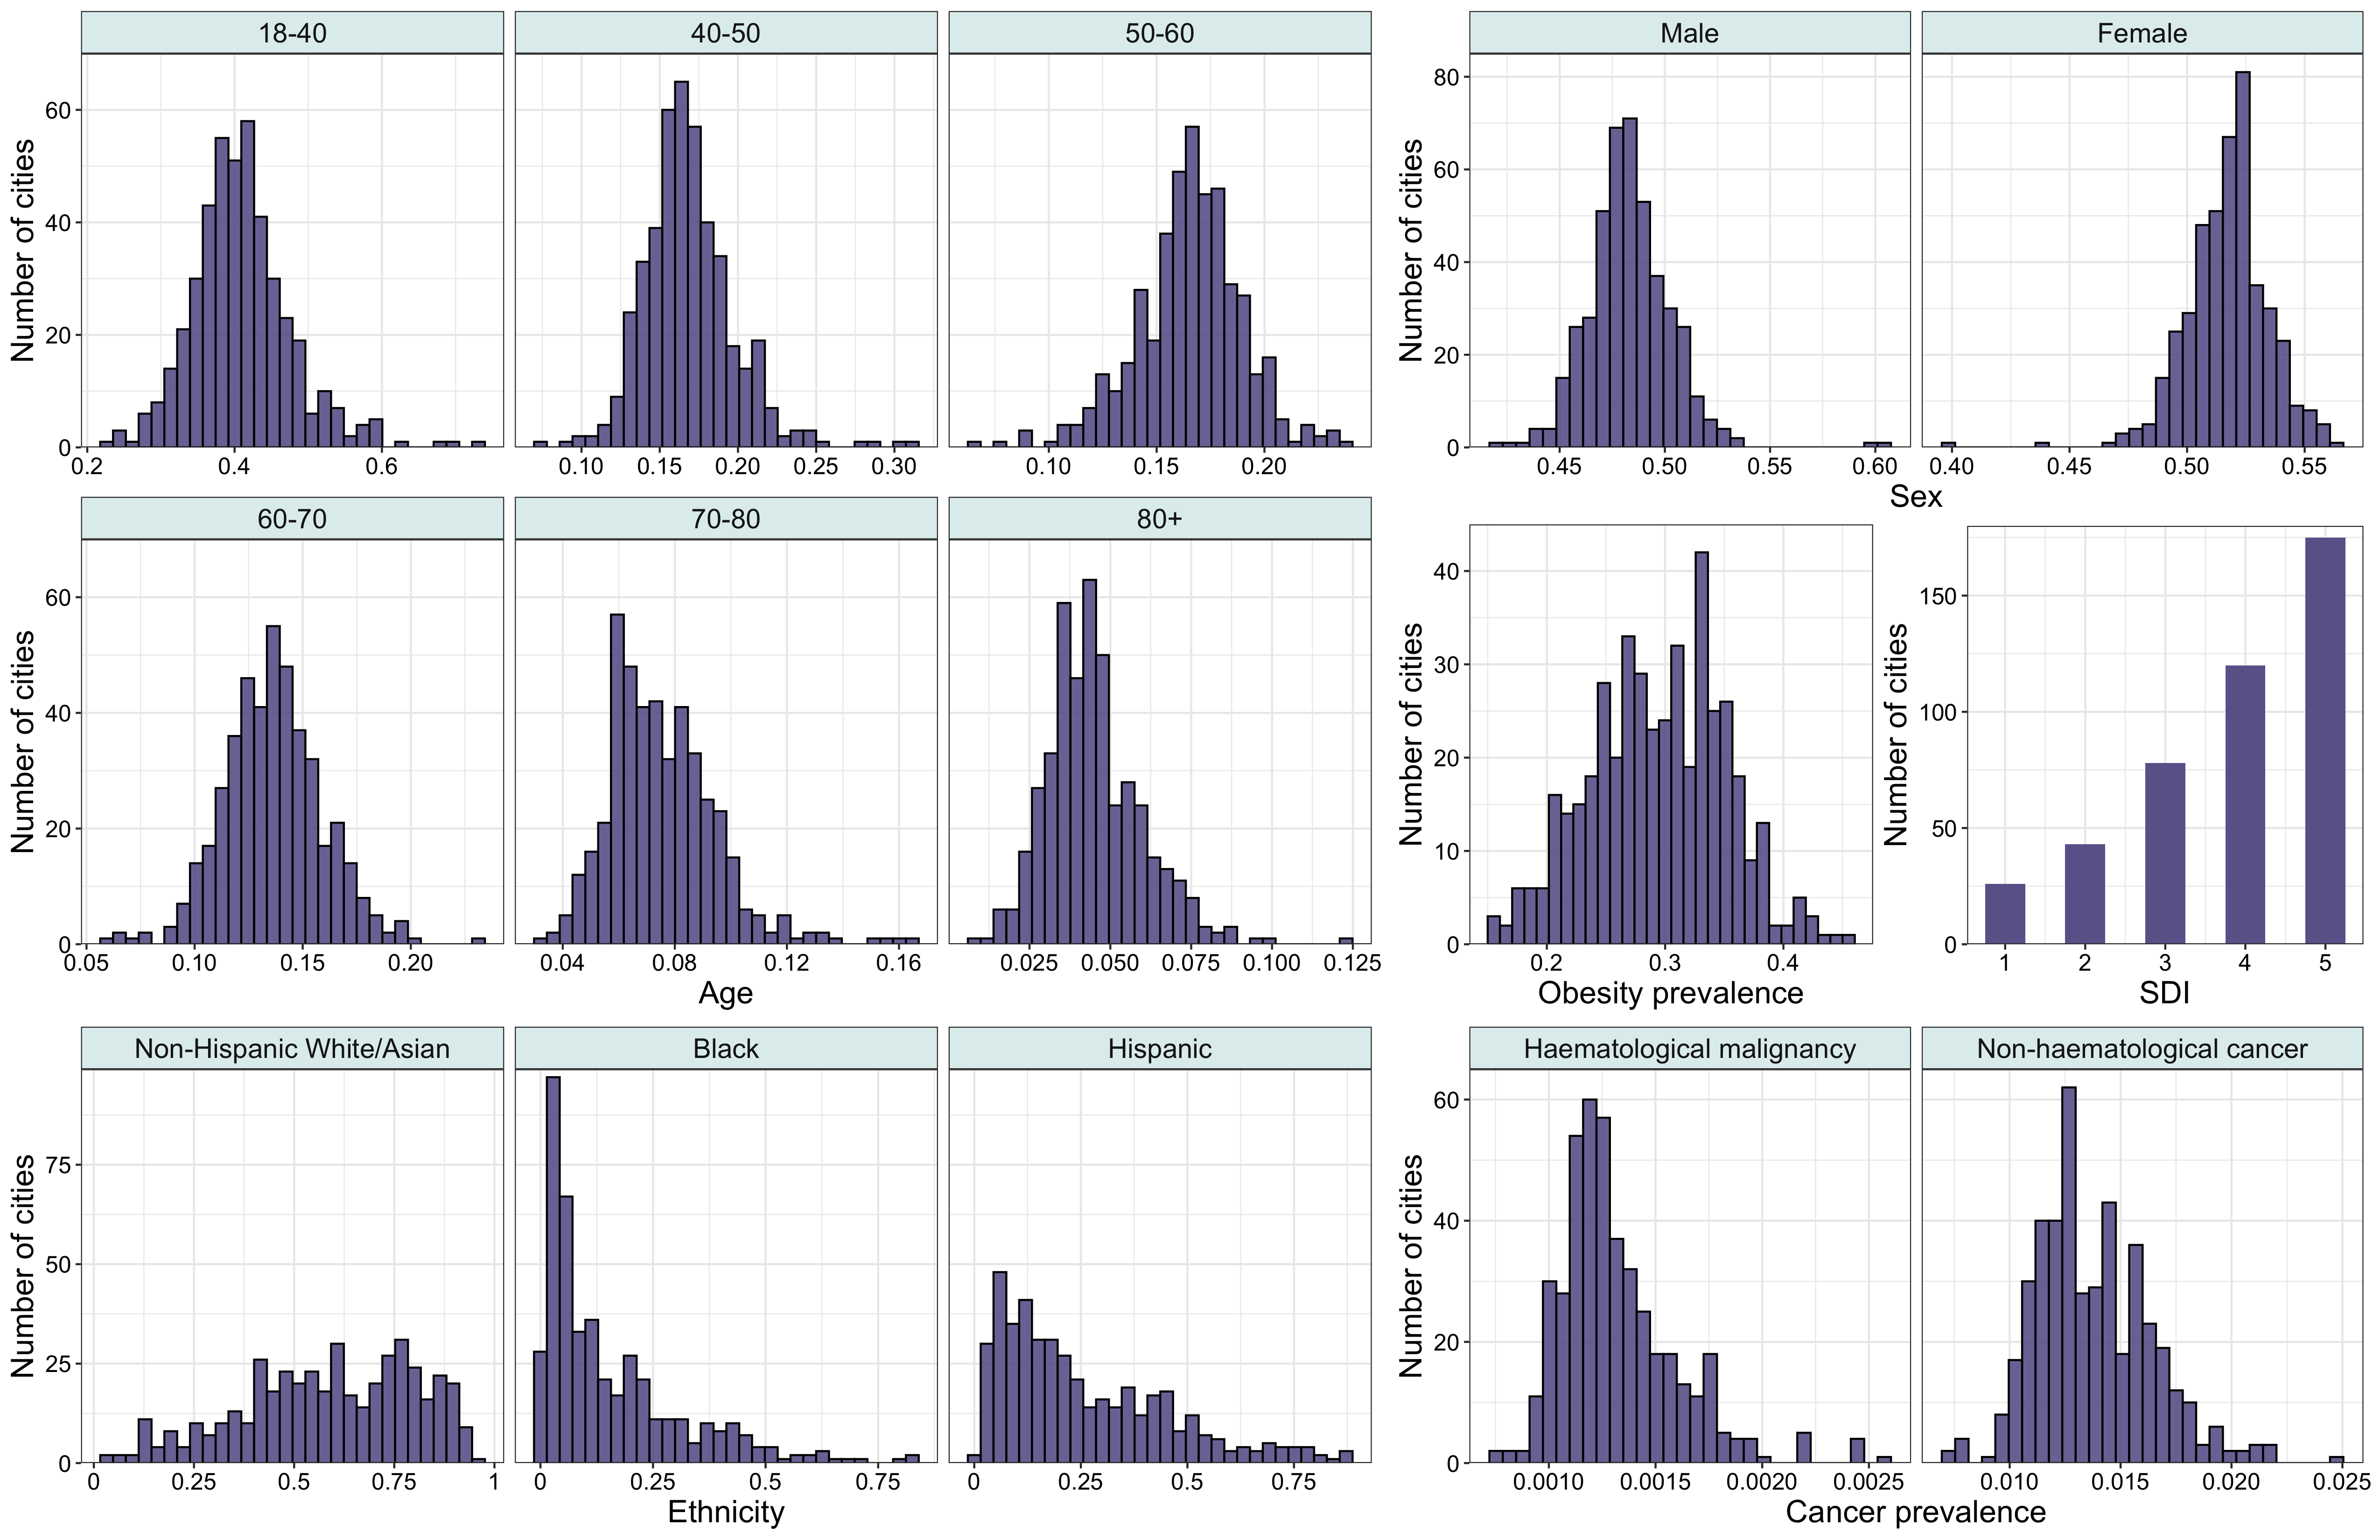 18-40
40-50
50-60
Number of cities
60
40
20
0
0.2 0.4 0.6
0.10 0.15 0.20 0.25 0.30
0.10 0.15 0.20
60-70
70-80
80+
Number of cities
60
40
20
0
0.05 0.10 0.15 0.20
0.04 0.08 0.12 0.16
0.025 0.050 0.075 0.100 0.125
Age
Non-Hispanic White/Asian
Black
Hispanic
Number of cities
75
50
25
0
0 0.25 0.5 0.75 1
0 0.25 0.5 0.75
0 0.25 0.5 0.75
Ethnicity
Male
Female
Number of cities
80
60
40
20
0
0.45 0.50 0.55 0.60
0.40 0.45 0.50 0.55
Sex
Number of cities
40
30
20
10
0
0.2 0.3 0.4
Obesity prevalence
Number of cities
150
100
50
0
1 2 3 4 5
SDI
Haematological malignancy
Non-haematological cancer
Number of cities
60
40
20
0
0.0010 0.0015 0.0020 0.0025
0.010 0.015 0.020 0.025
Cancer prevalence